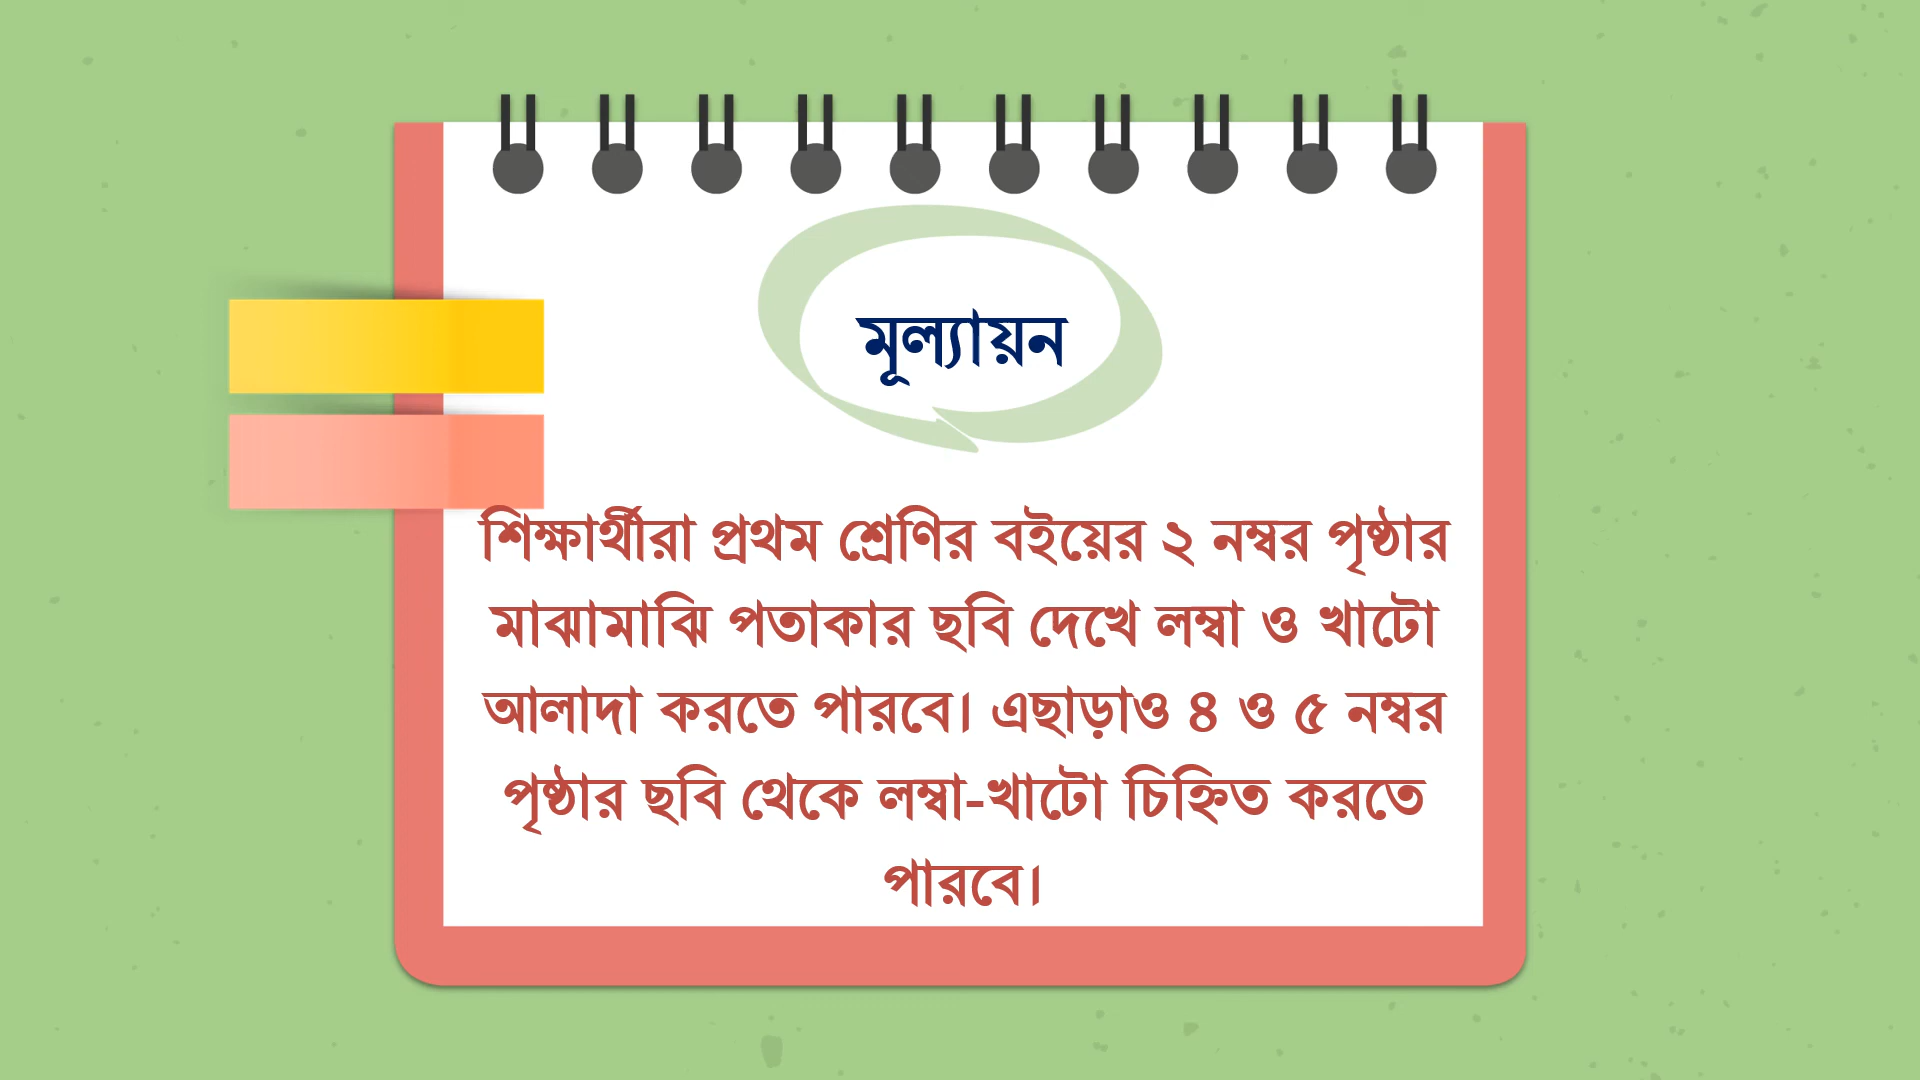 মূল্যায়ন
শিক্ষার্থীরা প্রথম শ্রেণির বইয়ের ২ নম্বর পৃষ্ঠার
মাঝামাঝি পতাকার ছবি দেখে লম্বা ও খাটো
আলাদা করতে পারবে। এছাড়াও ৪ ও ৫ নম্বর
পৃষ্ঠার ছবি থেকে লম্বা-খাটো চিহ্নিত করতে
পারবে।